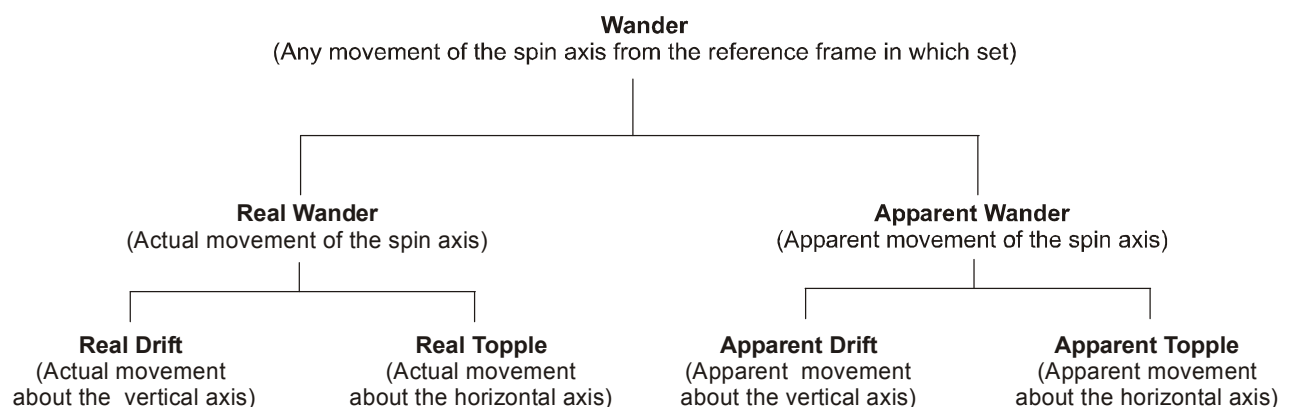 Wander
(Any movement of the spin axis from the reference frame in which set)
Real Wander
(Actual movement of the spin axis)
Apparent Wander
(Apparent movement of the spin axis)
Real Drift
(Actual movement
about the vertical axis)
Real Topple
(Actual movement
about the horizontal axis)
Apparent Drift
(Apparent movement
about the vertical axis)
Apparent Topple
(Apparent movement
about the horizontal axis)